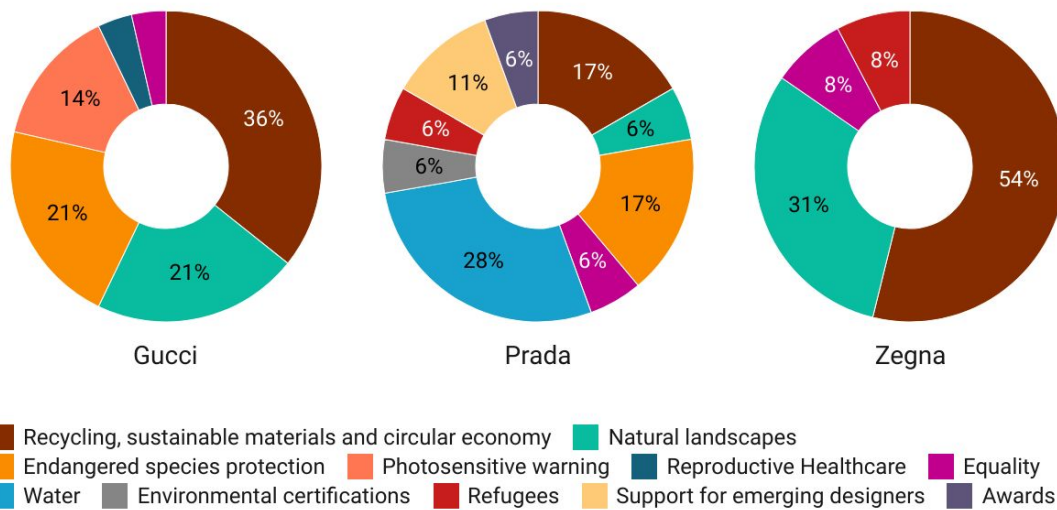 14%
36%
21%
21%
Gucci
6%
17%
11%
6%
6%
6%
17%
28%
6%
Prada
8%
8%
31%
54%
Zegna
Recycling, sustainable materials and circular economy Natural landscapes
Endangered species protection Photosensitive warning Reproductive Healthcare Equality
Water Environmental certifications Refugees Support for emerging designers Awards